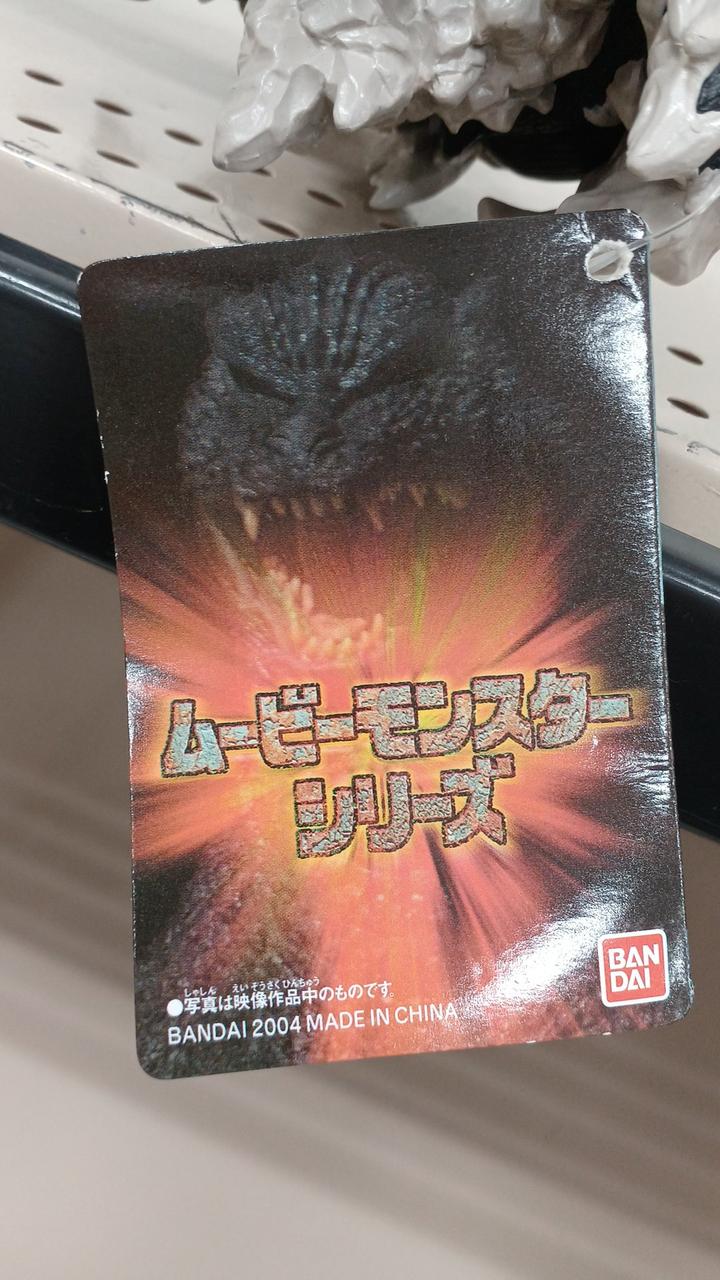 ムービーモンスター
シリーズ
しゃしん えいぞうさくひんちゅう
●写真は映像作品中のものです。
BANDAI 2004 MADE IN CHINA
BAN
DAI